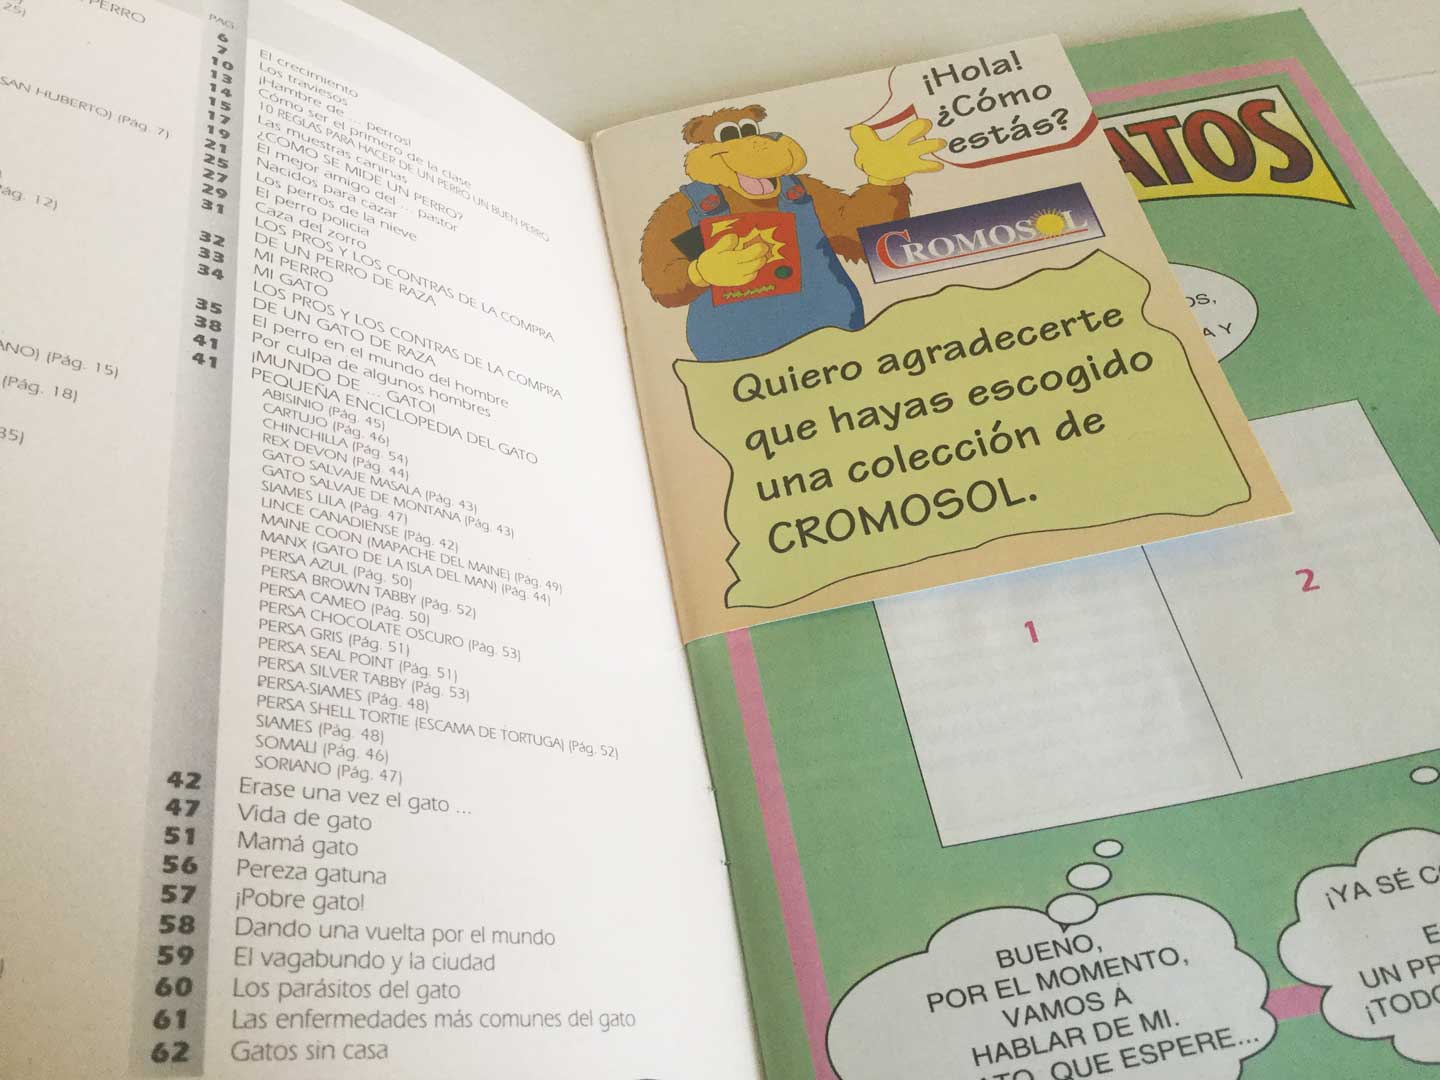 PERRO
25)
SAN HUBERTO) (Pág. 7)
ág. 12)
ANO) (Pág. 15)
(Pág. 18)
35)
PAG.
6 El crecimiento
7 Los traviesos
10 ¡Hambre de ... perros!
13 Cómo ser el primero de la clase
14 10 REGLAS PARA HACER DE UN PERRO UN BUEN PERRO
15 Las muestras caninas
17 ¿COMO SE MIDE UN PERRO?
19 El mejor amigo del ... pastor
21 Nacidos para cazar
25 Los perros de la nieve
27 El perro policía
29 Caza del zorro
31 LOS PROS Y LOS CONTRAS DE LA COMPRA
DE UN PERRO DE RAZA
32 MI PERRO
33 MI GATO
34 LOS PROS Y LOS CONTRAS DE LA COMPRA
DE UN GATO DE RAZA
35 El perro en el mundo del hombre
38 Por culpa de algunos hombres
41 ¡MUNDO DE ... GATO!
41 PEQUEÑA ENCICLOPEDIA DEL GATO
ABISINIO (Pág. 45)
CARTUJO (Pág. 46)
CHINCHILLA (Pág. 54)
REX DEVON (Pág. 44)
GATO SALVAJE MASALA (Pág. 43)
GATO SALVAJE DE MONTAÑA (Pág. 43)
SIAMES LILA (Pág. 47)
LINCE CANADIENSE (Pág. 42)
MAINE COON (MAPACHE DEL MAINE) (Pág. 49)
MANX (GATO DE LA ISLA DEL MAN) (Pág. 44)
PERSA AZUL (Pág. 50)
PERSA BROWN TABBY (Pág. 52)
PERSA CAMEO (Pág. 50)
PERSA CHOCOLATE OSCURO (Pág. 53)
PERSA GRIS (Pág. 51)
PERSA SEAL POINT (Pág. 51)
PERSA SILVER TABBY (Pág. 53)
PERSA-SIAMES (Pág. 48)
PERSA SHELL TORTIE (ESCAMA DE TORTUGA) (Pág. 52)
SIAMES (Pág. 48)
SOMALI (Pág. 46)
SORIANO (Pág. 47)
42 Erase una vez el gato ...
47 Vida de gato
51 Mamá gato
56 Pereza gatuna
57 ¡Pobre gato!
58 Dando una vuelta por el mundo
59 El vagabundo y la ciudad
60 Los parásitos del gato
61 Las enfermedades más comunes del gato
62 Gatos sin casa
¡Hola!
¿Cómo
estás?
CROMOSOL
Quiero agradecerte
que hayas escogido
una colección de
CROMOSOL.
ATOS
OS,
A Y
1
2
BUENO,
POR EL MOMENTO,
VAMOS A
HABLAR DE MI.
ATO, QUE ESPERE...
¡YA SÉ C
E
UN PR
¡TODO